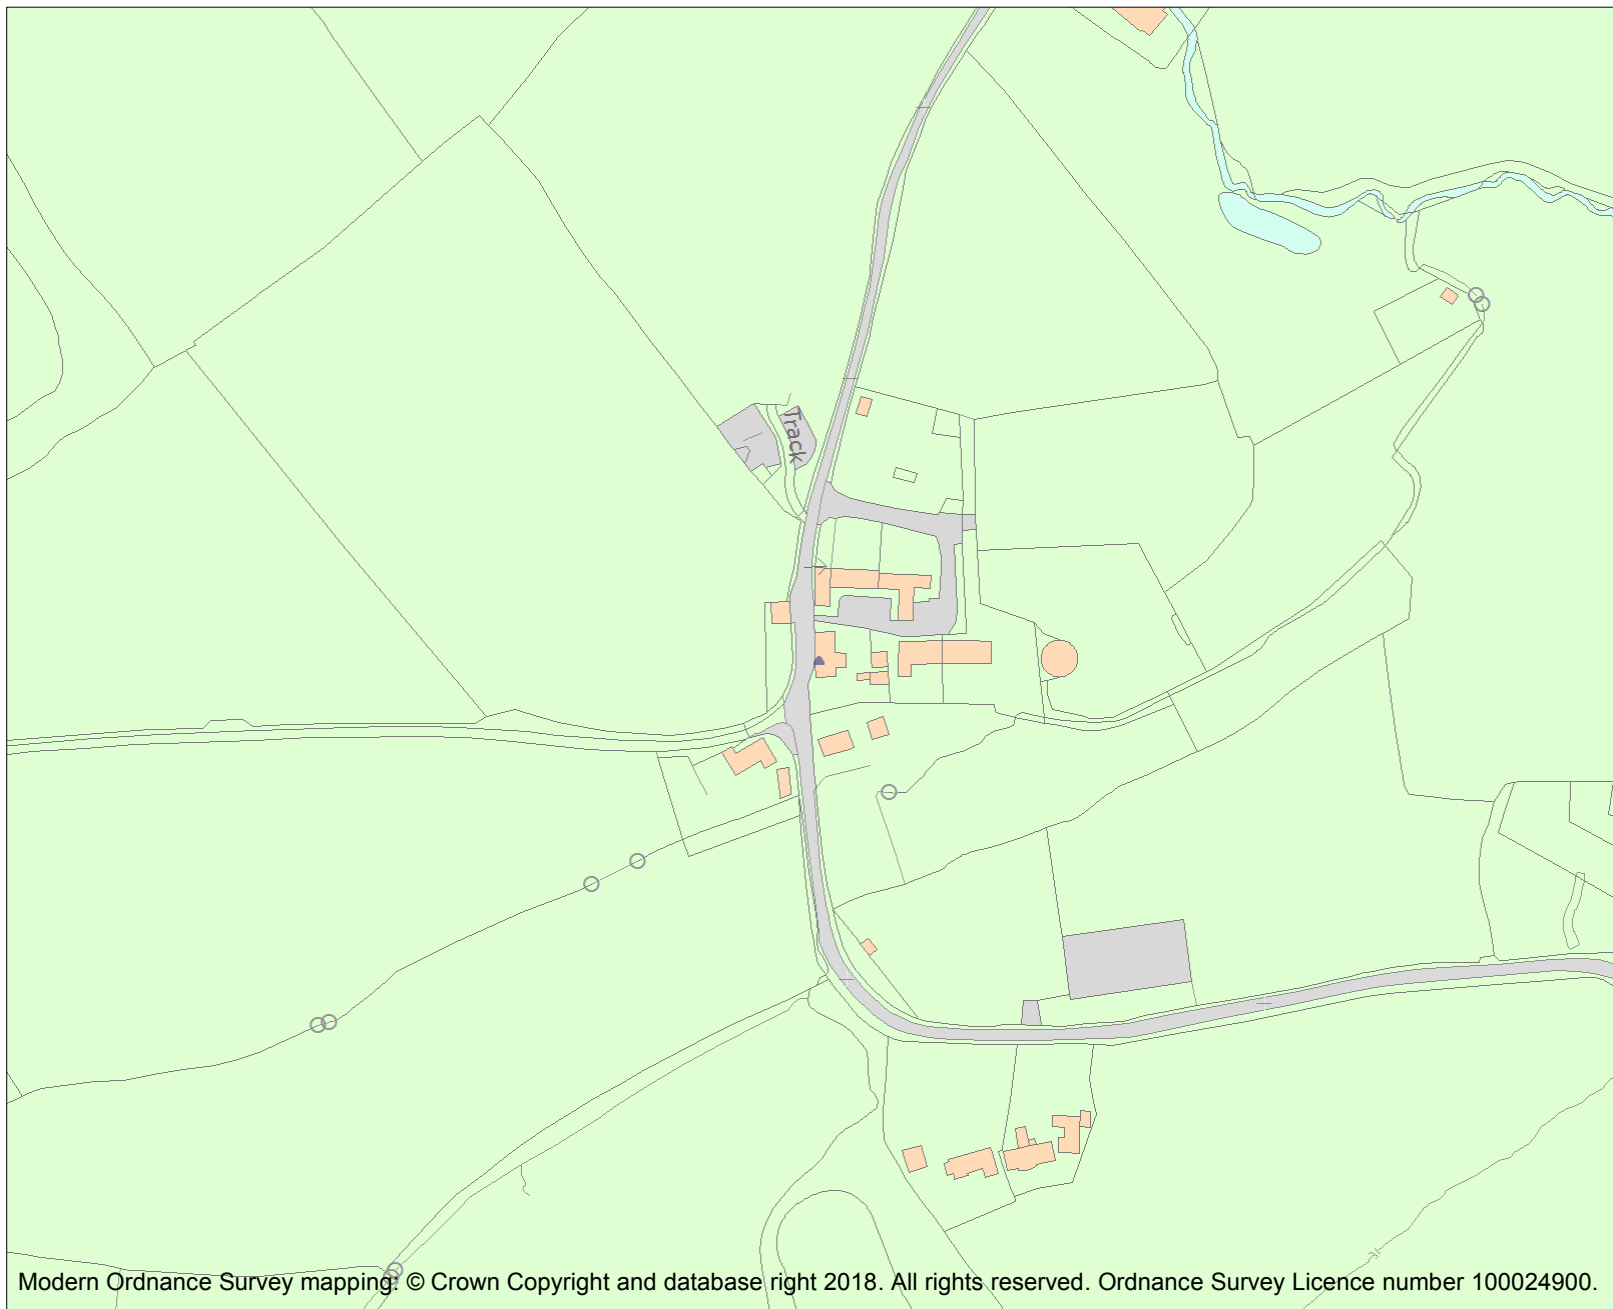 Track
Modern Ordnance Survey mapping: © Crown Copyright and database right 2018. All rights reserved. Ordnance Survey Licence number 100024900.